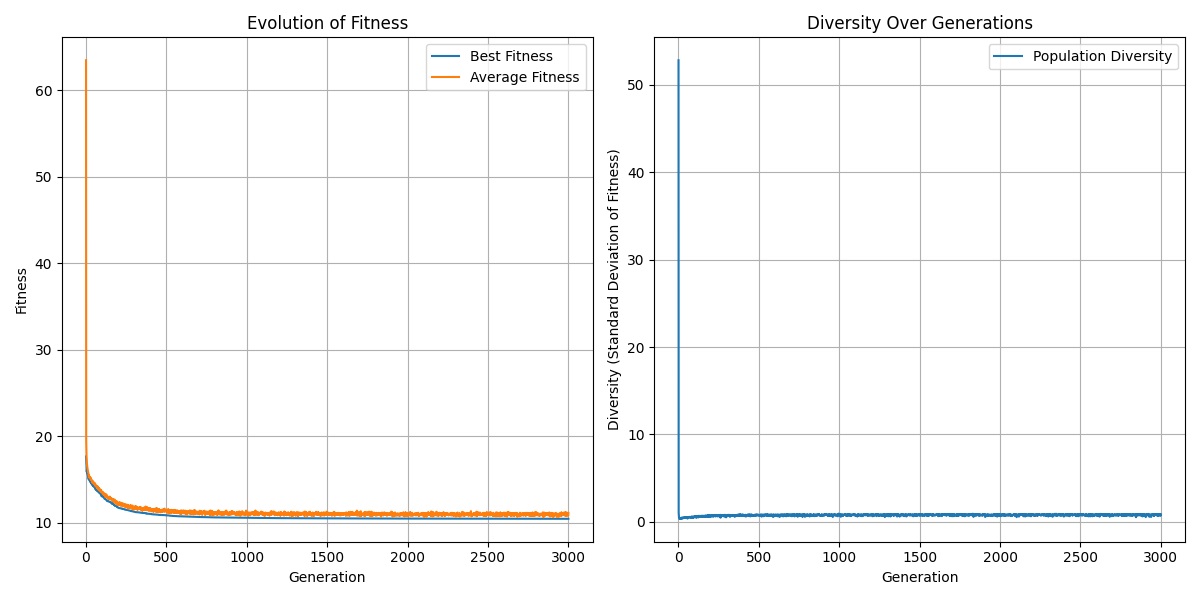 Evolution of Fitness
Best Fitness
Average Fitness
Fitness
60
50
40
30
20
10
0
500
1000
1500
2000
2500
3000
Generation
Diversity Over Generations
Population Diversity
Diversity (Standard Deviation of Fitness)
50
40
30
20
10
0
0
500
1000
1500
2000
2500
3000
Generation